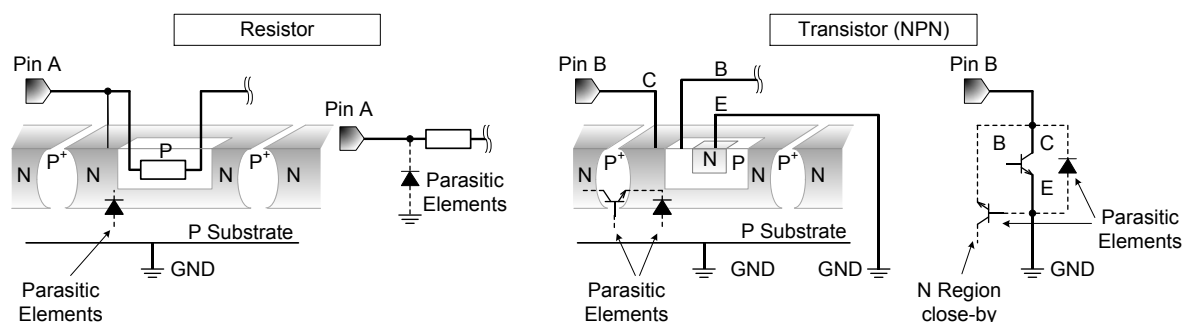 Resistor
Transistor (NPN)
Pin A
Pin B
Pin B
C
B
E
Pin A
N
P+
N
P
N
P+
N
Parasitic
Elements
N
P+
N
N
P
N
P+
N
B
C
E
Parasitic
Elements
P Substrate
GND
Parasitic
Elements
P Substrate
GND
GND
Parasitic
Elements
GND
N Region
close-by